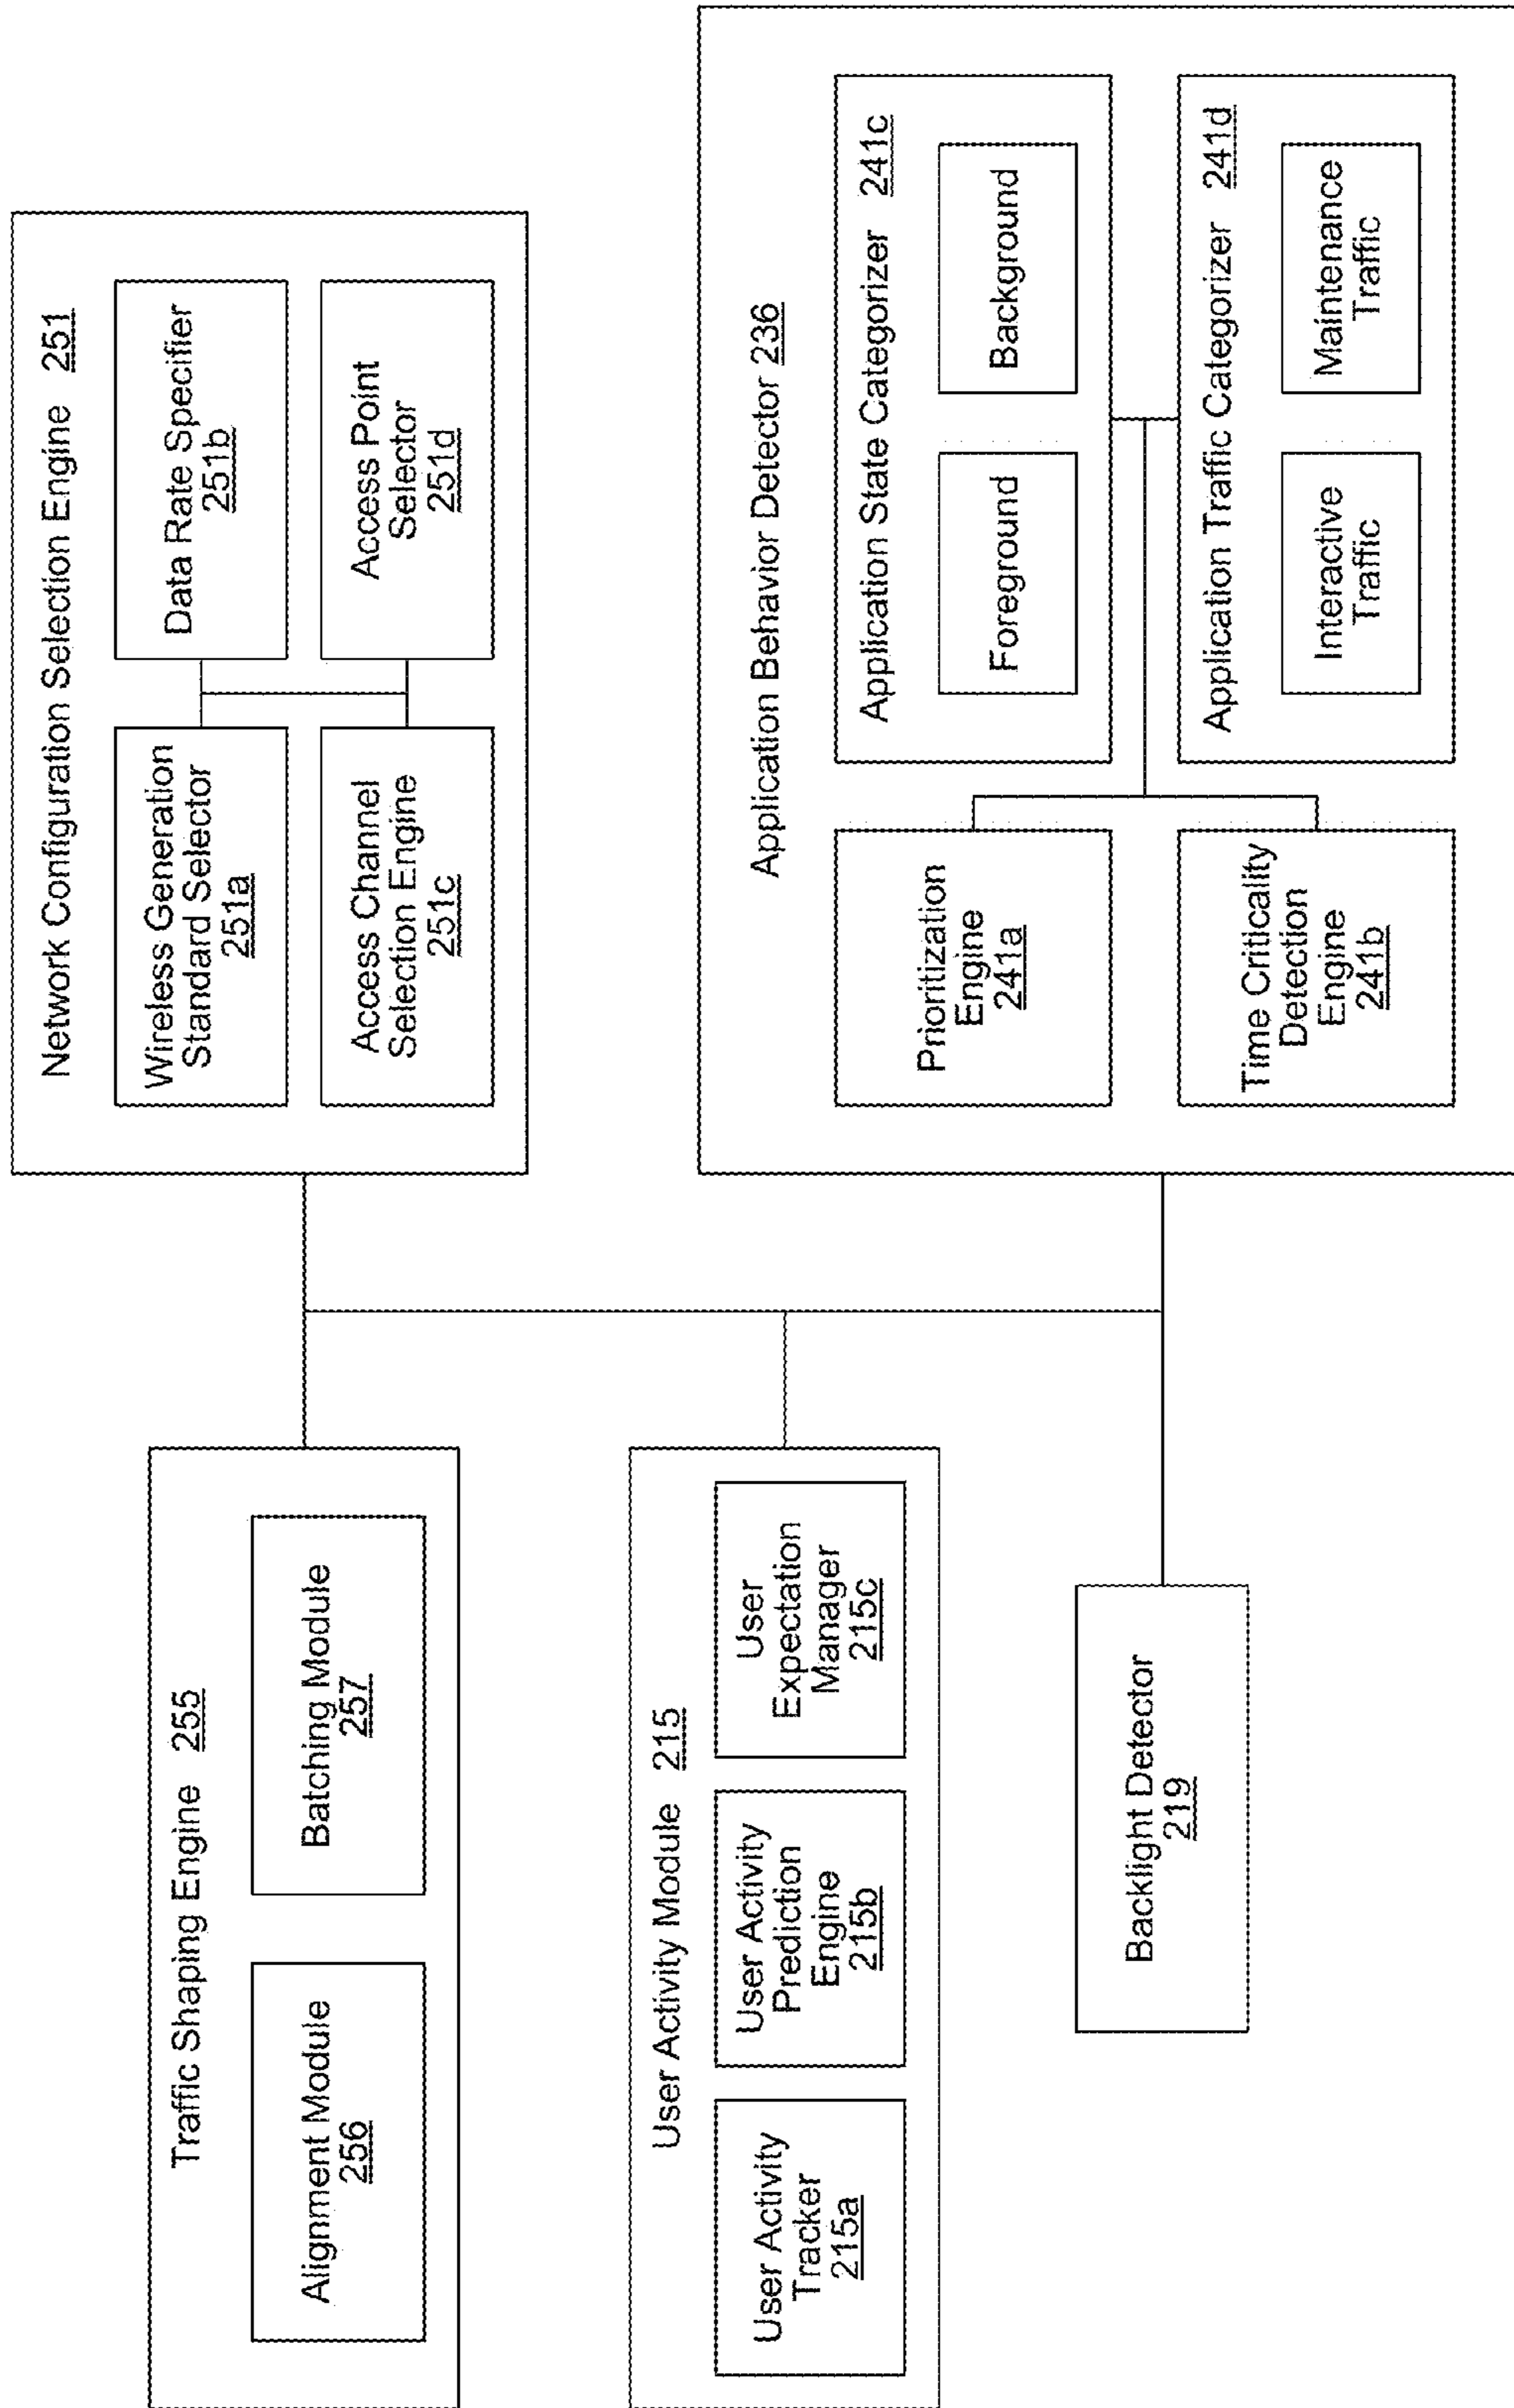 Traffic Shaping Engine 255
Alignment Module
256
Batching Module
257
Network Configuration Selection Engine 251
Wireless Generation
Standard Selector
251a
Data Rate Specifier
251b
Access Channel
Selection Engine
251c
Access Point
Selector
251d
User Activity Module 215
User Activity
Tracker
215a
User Activity
Prediction
Engine
215b
User
Expectation
Manager
215c
Backlight Detector
219
Application Behavior Detector 236
Prioritization
Engine
241a
Time Criticality
Detection
Engine
241b
Application State Categorizer 241c
Foreground
Background
Application Traffic Categorizer 241d
Interactive
Traffic
Maintenance
Traffic